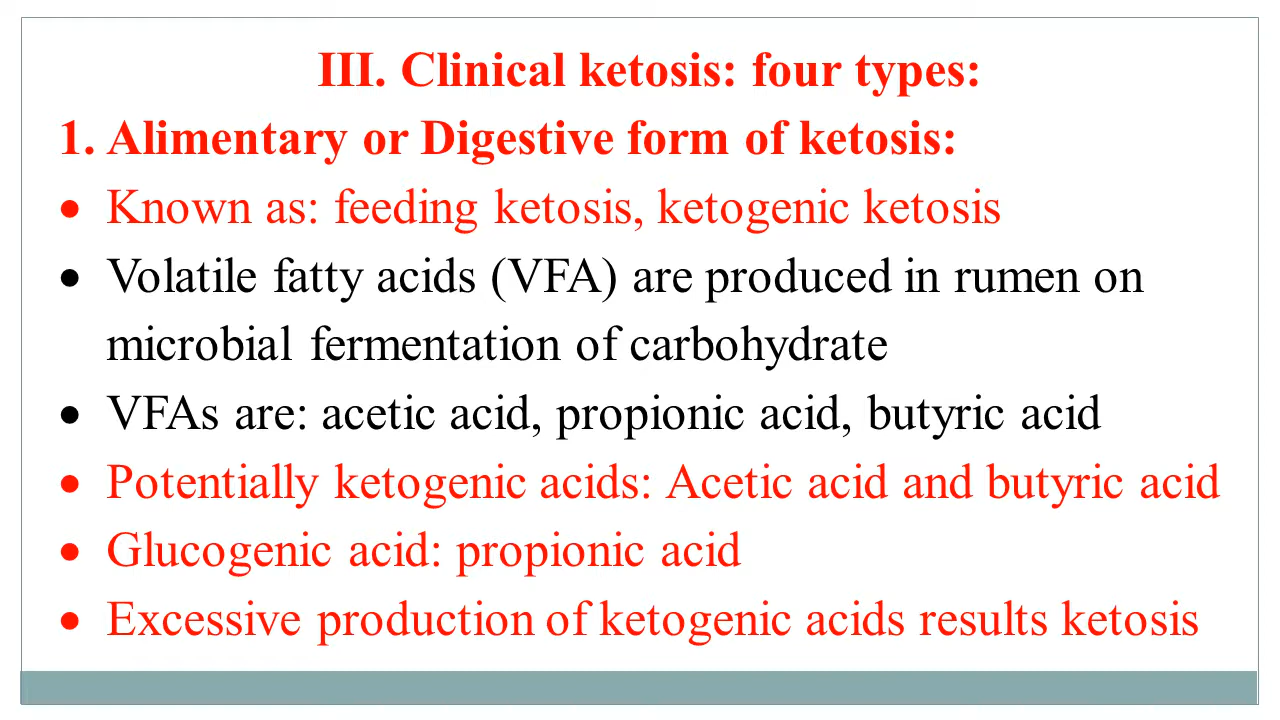 III. Clinical ketosis: four types:
1. Alimentary or Digestive form of ketosis:
• Known as: feeding ketosis, ketogenic ketosis
• Volatile fatty acids (VFA) are produced in rumen on
microbial fermentation of carbohydrate
• VFAs are: acetic acid, propionic acid, butyric acid
• Potentially ketogenic acids: Acetic acid and butyric acid
• Glucogenic acid: propionic acid
• Excessive production of ketogenic acids results ketosis